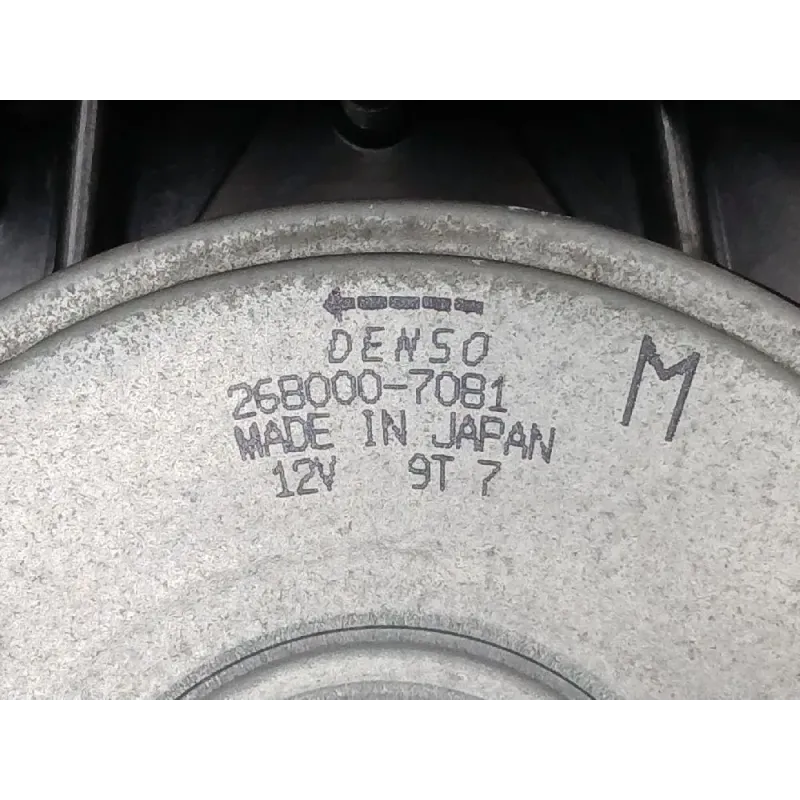 DENSO
268000-7081
MADE IN JAPAN
12V 9T 7
M